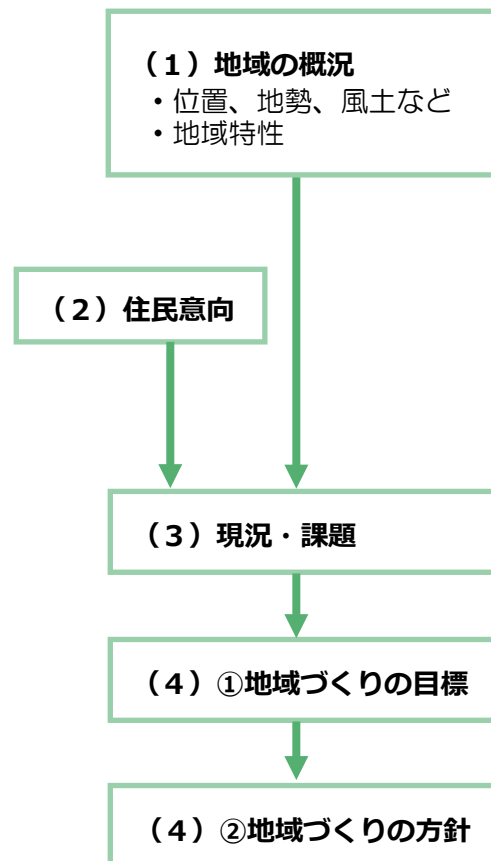 （1）地域の概況
・位置、地勢、風土など
・地域特性
（2）住民意向
（3）現況・課題
（4）①地域づくりの目標
（4）②地域づくりの方針